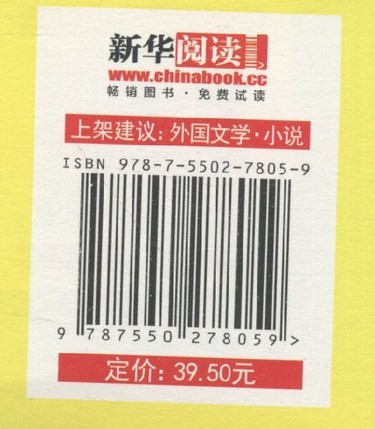 新华阅读
www.chinabook.cc
畅销图书·免费试读
上架建议:外国文学·小说
ISBN 978-7-5502-7805-9
9 787550 278059 >
定价:39.50元